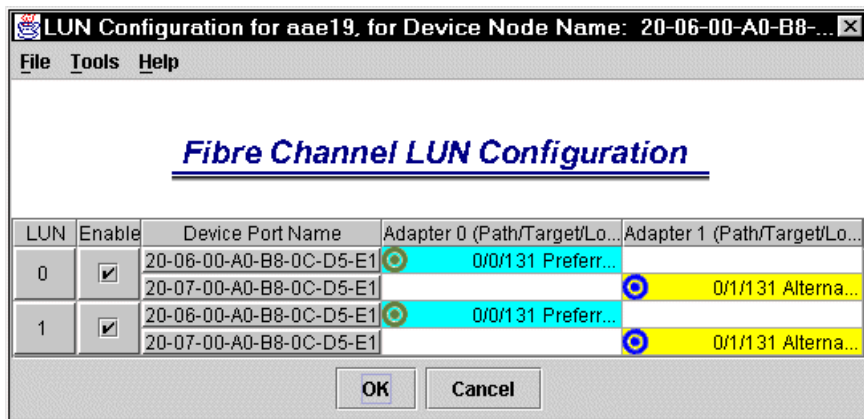 LUN Configuration for aae19, for Device Node Name: 20-06-00-A0-B8-...
File Tools Help
Fibre Channel LUN Configuration
LUN Enable Device Port Name Adapter 0 (Path/Target/Lo... Adapter 1 (Path/Target/Lo...
0 20-06-00-A0-B8-0C-D5-E1 0/0/131 Preferr...
20-07-00-A0-B8-0C-D5-E1 0/1/131 Alterna...
1 20-06-00-A0-B8-0C-D5-E1 0/0/131 Preferr...
20-07-00-A0-B8-0C-D5-E1 0/1/131 Alterna...
OK Cancel